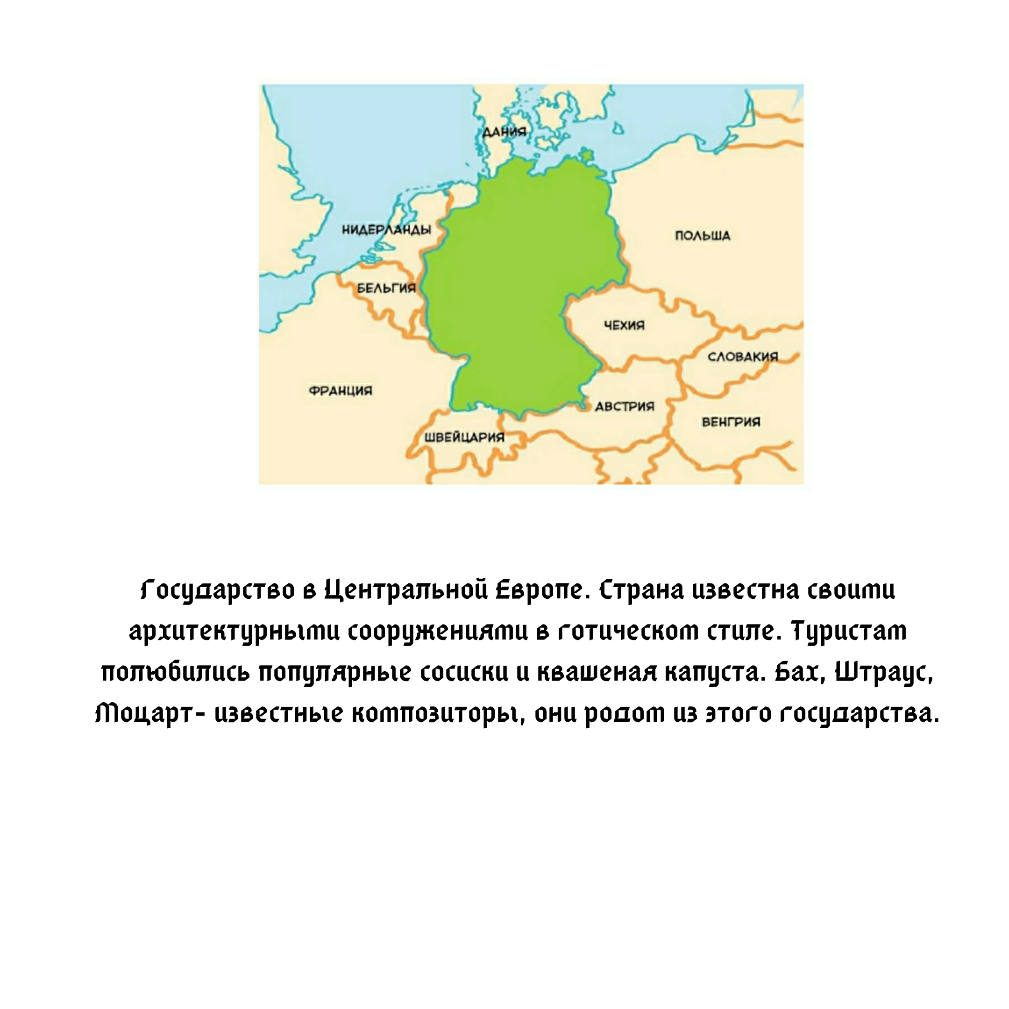 ДАНИЯ
НИДЕРЛАНДЫ
ПОЛЬША
БЕЛЬГИЯ
ЧЕХИЯ
СЛОВАКИЯ
ФРАНЦИЯ
АВСТРИЯ
ВЕНГРИЯ
ШВЕЙЦАРИЯ
Государство в Центральной Европе. Страна известна своими
архитектурными сооружениями в готическом стиле. Туристам
полюбились популярные сосиски и квашеная капуста. Бах, Штраус,
Моцарт- известные композиторы, они родом из этого государства.